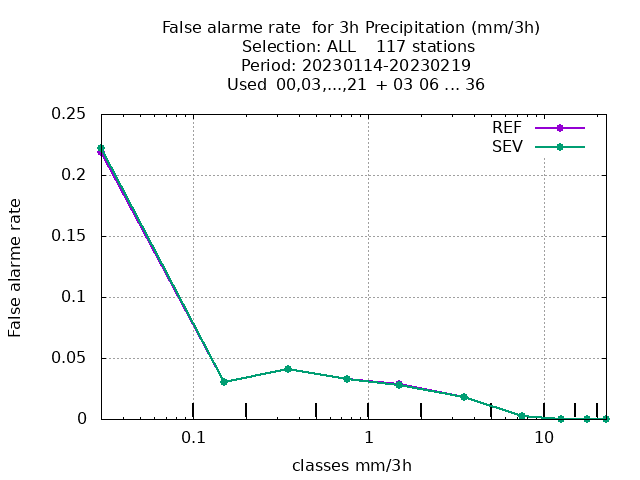 False alarme rate  for 3h Precipitation (mm/3h)
Selection: ALL    117 stations
Period: 20230114-20230219
Used  00,03,...,21  + 03 06 ... 36
REF
SEV
0.25
0.2
0.15
0.1
0.05
0
False alarme rate
0.1
1
10
classes mm/3h